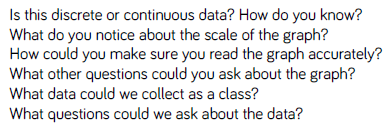 Is this discrete or continuous data? How do you know?
What do you notice about the scale of the graph?
How could you make sure you read the graph accurately?
What other questions could you ask about the graph?
What data could we collect as a class?
What questions could we ask about the data?